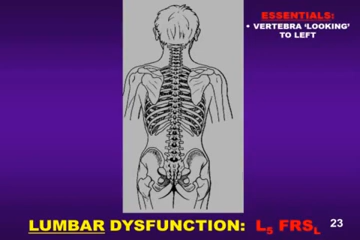 ESSENTIALS:
• VERTEBRA ‘LOOKING’
TO LEFT
LUMBAR DYSFUNCTION: L5 FRSL 23